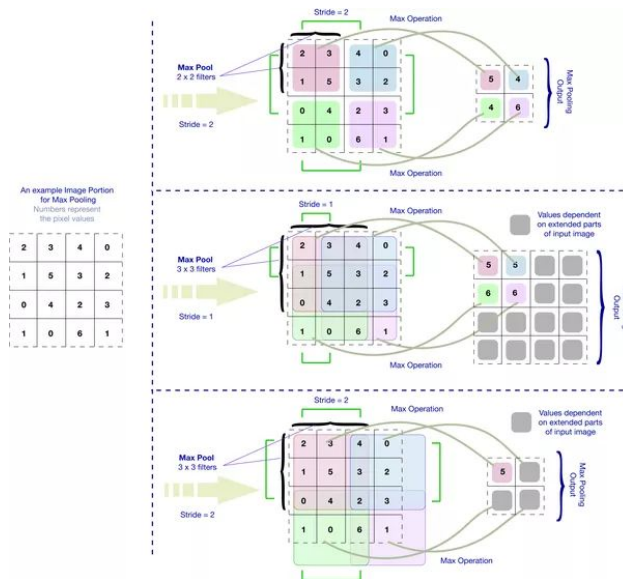 An example Image Portion
for Max Pooling
Numbers represent
the pixel values
2 3 4 0
1 5 3 2
0 4 2 3
1 0 6 1
Stride = 2
Max Operation
Max Pool
2 x 2 filters
Stride = 2
2 3 4 0
1 5 3 2
0 4 2 3
1 0 6 1
5 4
4 6
Max Pooling
Output
Max Operation
Stride = 1
Max Operation
Max Pool
3 x 3 filters
Stride = 1
2 3 4 0
1 5 3 2
0 4 2 3
1 0 6 1
Values dependent
on extended parts
of input image
5 5
6 6
Output
Max Operation
Stride = 2
Max Operation
Max Pool
3 x 3 filters
Stride = 2
2 3 4 0
1 5 3 2
0 4 2 3
1 0 6 1
Values dependent
on extended parts
of input image
5
Max Pooling
Output
Max Operation